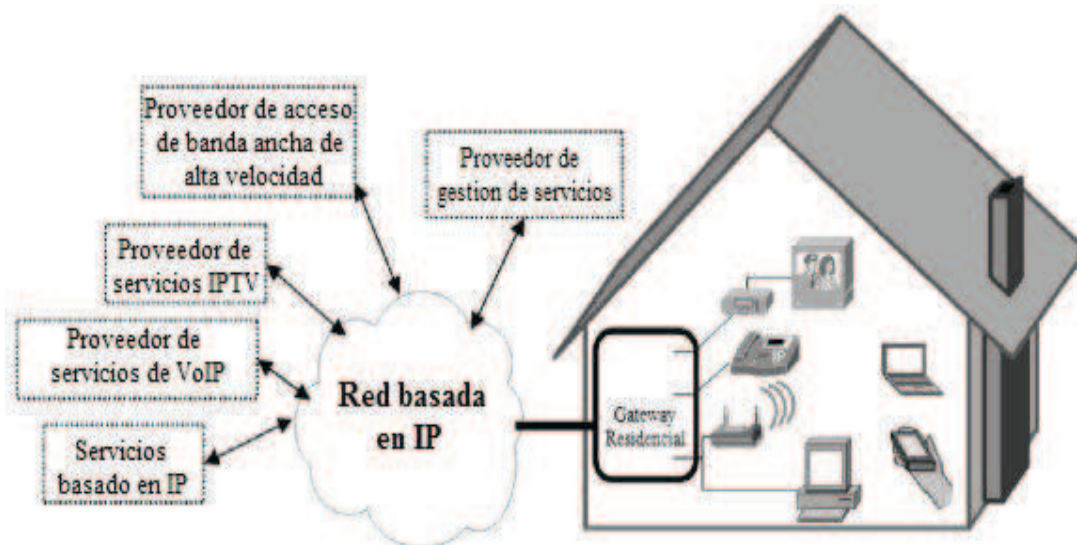 Proveedor de acceso
de banda ancha de
alta velocidad
Proveedor de
gestion de servicios
Proveedor de
servicios IPTV
Proveedor de
servicios de VoIP
Servicios
basado en IP
Red basada
en IP
Gateway
Residencial
IP